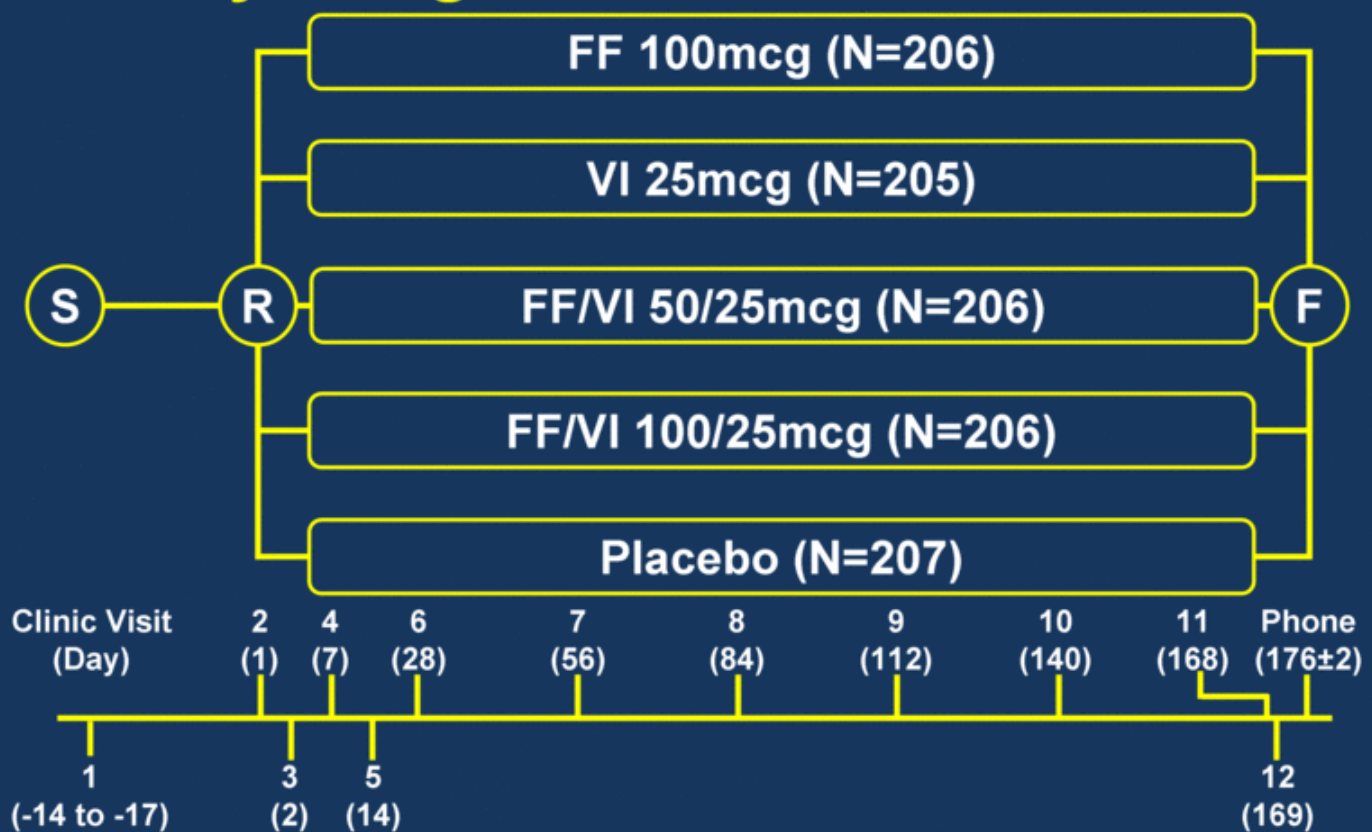 FF 100mcg (N=206)
VI 25mcg (N=205)
S
R
FF/VI 50/25mcg (N=206)
F
FF/VI 100/25mcg (N=206)
Placebo (N=207)
Clinic Visit 2 4 6 7 8 9 10 11 Phone
(Day) (1) (7) (28) (56) (84) (112) (140) (168) (176±2)
1 3 5 12
(-14 to -17) (2) (14) (169)